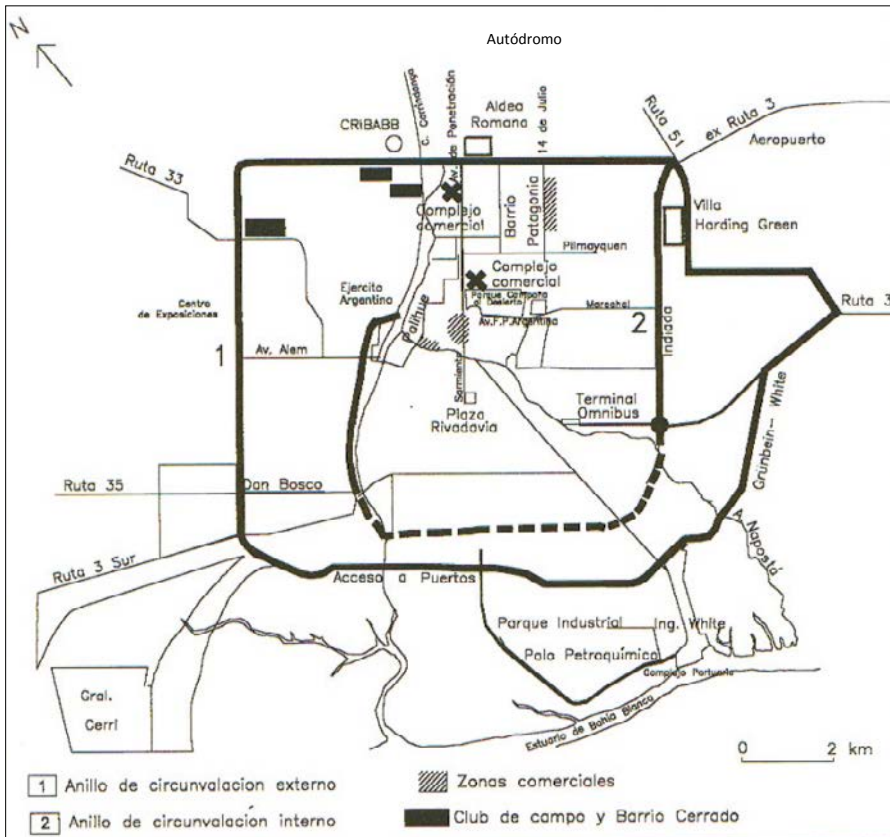 Autódromo
N
C. Carrindanga
Av. de Penetración
Aldea
Romana
14 de Julio
Ruta 51
ex Ruta 3
Aeropuerto
CRIBABB
Ruta 33
Complejo
comercial
Barrio
Patagonia
Villa
Harding Green
Pilmayquen
Complejo
comercial
Ejercito
Argentino
Parque Campaña
al Desierto
Marechal
Ruta 3
Centro
de Exposiciones
Palihue
Av.F.P.Argentina
2
Indiada
1
Av. Alem
Sarmiento
Plaza
Rivadavia
Terminal
Omnibus
Grünbein- White
Ruta 35
Don Bosco
A. Napostá
Ruta 3 Sur
Acceso a Puertos
Parque Industrial
Ing. White
Polo Petroquímico
Complejo Portuario
Gral.
Cerri
Estuario de Bahía Blanca
0 2 km
1 Anillo de circunvalacion externo
Zonas comerciales
2 Anillo de circunvalación interno
Club de campo y Barrio Cerrado